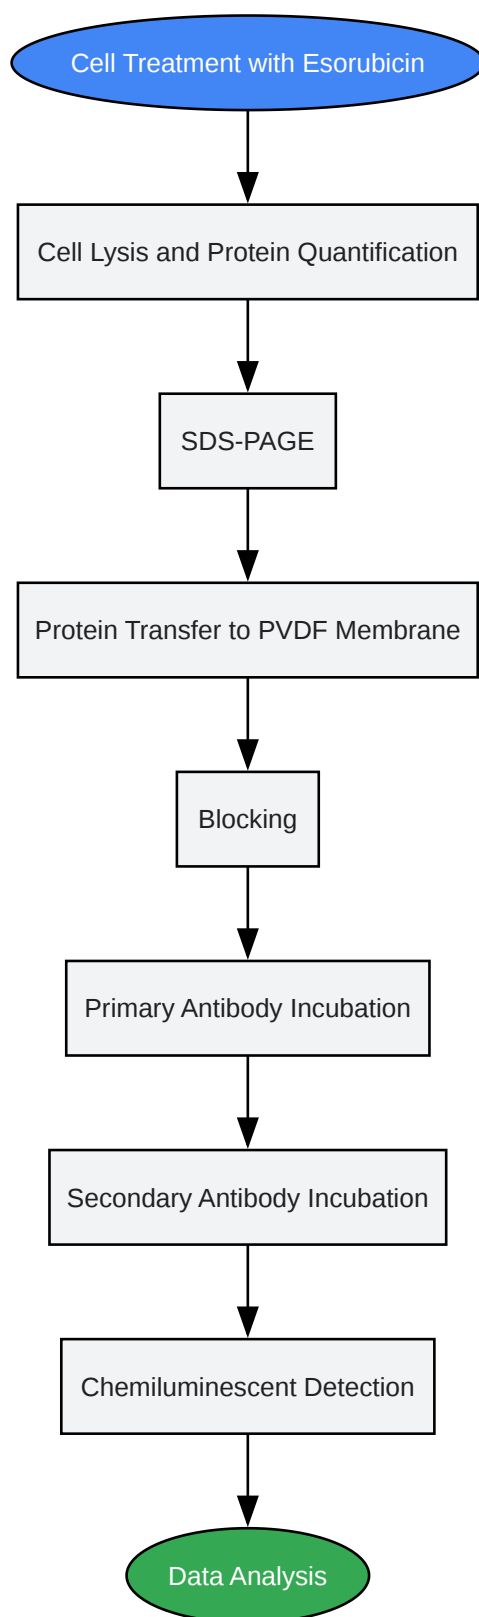 Cell Treatment with Esorubicin
Cell Lysis and Protein Quantification
SDS-PAGE
Protein Transfer to PVDF Membrane
Blocking
Primary Antibody Incubation
Secondary Antibody Incubation
Chemiluminescent Detection
Data Analysis